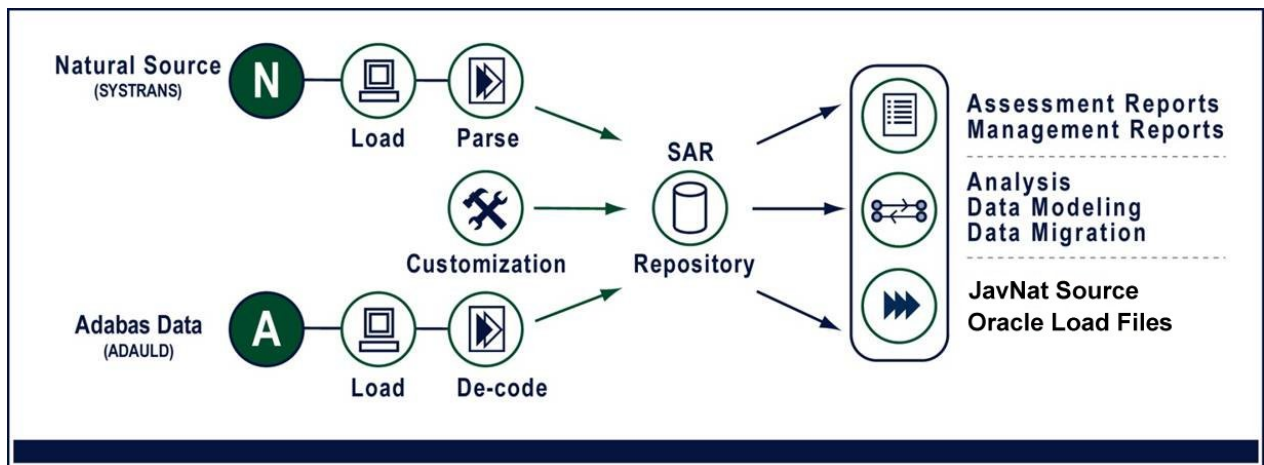 Natural Source
(SYSTRANS)
N
Load
Parse
Customization
Adabas Data
(ADAULD)
A
Load
De-code
SAR
Repository
Assessment Reports
Management Reports
Analysis
Data Modeling
Data Migration
JavNat Source
Oracle Load Files